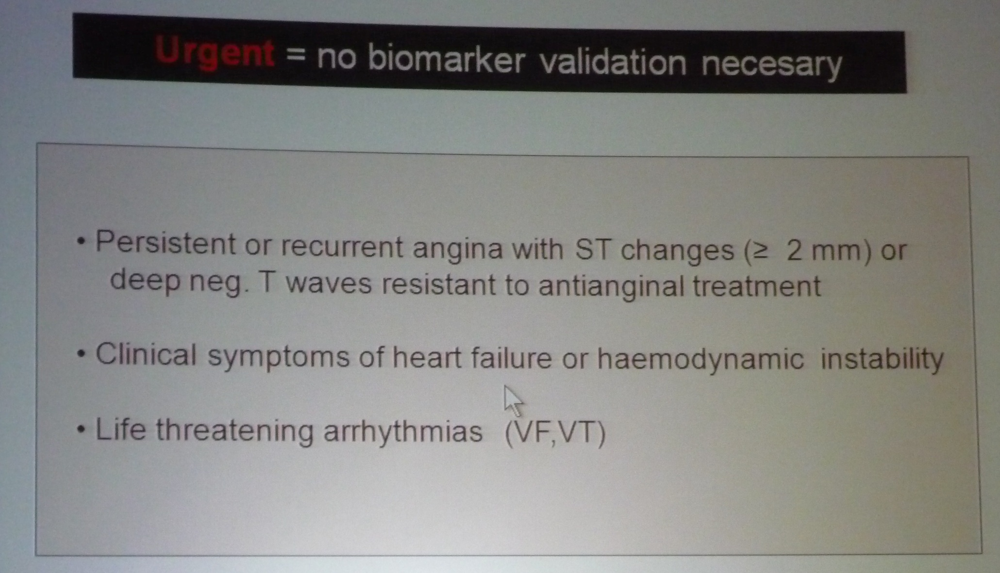 Urgent = no biomarker validation necesary
• Persistent or recurrent angina with ST changes (≥ 2 mm) or
deep neg. T waves resistant to antianginal treatment
• Clinical symptoms of heart failure or haemodynamic instability
• Life threatening arrhythmias (VF,VT)